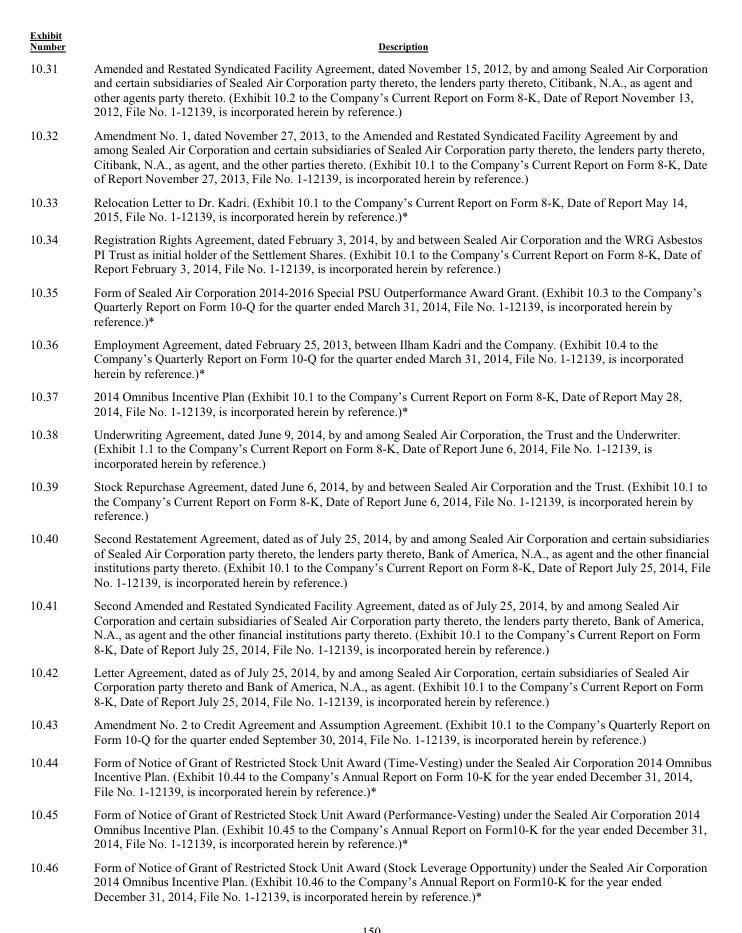 Exhibit
Number Description
10.31 Amended and Restated Syndicated Facility Agreement, dated November 15, 2012, by and among Sealed Air Corporation
and certain subsidiaries of Sealed Air Corporation party thereto, the lenders party thereto, Citibank, N.A., as agent and
other agents party thereto. (Exhibit 10.2 to the Company’s Current Report on Form 8-K, Date of Report November 13,
2012, File No. 1-12139, is incorporated herein by reference.)
10.32 Amendment No. 1, dated November 27, 2013, to the Amended and Restated Syndicated Facility Agreement by and
among Sealed Air Corporation and certain subsidiaries of Sealed Air Corporation party thereto, the lenders party thereto,
Citibank, N.A., as agent, and the other parties thereto. (Exhibit 10.1 to the Company’s Current Report on Form 8-K, Date
of Report November 27, 2013, File No. 1-12139, is incorporated herein by reference.)
10.33 Relocation Letter to Dr. Kadri. (Exhibit 10.1 to the Company’s Current Report on Form 8-K, Date of Report May 14,
2015, File No. 1-12139, is incorporated herein by reference.)*
10.34 Registration Rights Agreement, dated February 3, 2014, by and between Sealed Air Corporation and the WRG Asbestos
PI Trust as initial holder of the Settlement Shares. (Exhibit 10.1 to the Company’s Current Report on Form 8-K, Date of
Report February 3, 2014, File No. 1-12139, is incorporated herein by reference.)
10.35 Form of Sealed Air Corporation 2014-2016 Special PSU Outperformance Award Grant. (Exhibit 10.3 to the Company’s
Quarterly Report on Form 10-Q for the quarter ended March 31, 2014, File No. 1-12139, is incorporated herein by
reference.)*
10.36 Employment Agreement, dated February 25, 2013, between Ilham Kadri and the Company. (Exhibit 10.4 to the
Company’s Quarterly Report on Form 10-Q for the quarter ended March 31, 2014, File No. 1-12139, is incorporated
herein by reference.)*
10.37 2014 Omnibus Incentive Plan (Exhibit 10.1 to the Company’s Current Report on Form 8-K, Date of Report May 28,
2014, File No. 1-12139, is incorporated herein by reference.)*
10.38 Underwriting Agreement, dated June 9, 2014, by and among Sealed Air Corporation, the Trust and the Underwriter.
(Exhibit 1.1 to the Company’s Current Report on Form 8-K, Date of Report June 6, 2014, File No. 1-12139, is
incorporated herein by reference.)
10.39 Stock Repurchase Agreement, dated June 6, 2014, by and between Sealed Air Corporation and the Trust. (Exhibit 10.1 to
the Company’s Current Report on Form 8-K, Date of Report June 6, 2014, File No. 1-12139, is incorporated herein by
reference.)
10.40 Second Restatement Agreement, dated as of July 25, 2014, by and among Sealed Air Corporation and certain subsidiaries
of Sealed Air Corporation party thereto, the lenders party thereto, Bank of America, N.A., as agent and the other financial
institutions party thereto. (Exhibit 10.1 to the Company’s Current Report on Form 8-K, Date of Report July 25, 2014, File
No. 1-12139, is incorporated herein by reference.)
10.41 Second Amended and Restated Syndicated Facility Agreement, dated as of July 25, 2014, by and among Sealed Air
Corporation and certain subsidiaries of Sealed Air Corporation party thereto, the lenders party thereto, Bank of America,
N.A., as agent and the other financial institutions party thereto. (Exhibit 10.1 to the Company’s Current Report on Form
8-K, Date of Report July 25, 2014, File No. 1-12139, is incorporated herein by reference.)
10.42 Letter Agreement, dated as of July 25, 2014, by and among Sealed Air Corporation, certain subsidiaries of Sealed Air
Corporation party thereto and Bank of America, N.A., as agent. (Exhibit 10.1 to the Company’s Current Report on Form
8-K, Date of Report July 25, 2014, File No. 1-12139, is incorporated herein by reference.)
10.43 Amendment No. 2 to Credit Agreement and Assumption Agreement. (Exhibit 10.1 to the Company’s Quarterly Report on
Form 10-Q for the quarter ended September 30, 2014, File No. 1-12139, is incorporated herein by reference.)
10.44 Form of Notice of Grant of Restricted Stock Unit Award (Time-Vesting) under the Sealed Air Corporation 2014 Omnibus
Incentive Plan. (Exhibit 10.44 to the Company’s Annual Report on Form 10-K for the year ended December 31, 2014,
File No. 1-12139, is incorporated herein by reference.)*
10.45 Form of Notice of Grant of Restricted Stock Unit Award (Performance-Vesting) under the Sealed Air Corporation 2014
Omnibus Incentive Plan. (Exhibit 10.45 to the Company’s Annual Report on Form10-K for the year ended December 31,
2014, File No. 1-12139, is incorporated herein by reference.)*
10.46 Form of Notice of Grant of Restricted Stock Unit Award (Stock Leverage Opportunity) under the Sealed Air Corporation
2014 Omnibus Incentive Plan. (Exhibit 10.46 to the Company’s Annual Report on Form10-K for the year ended
December 31, 2014, File No. 1-12139, is incorporated herein by reference.)*
150